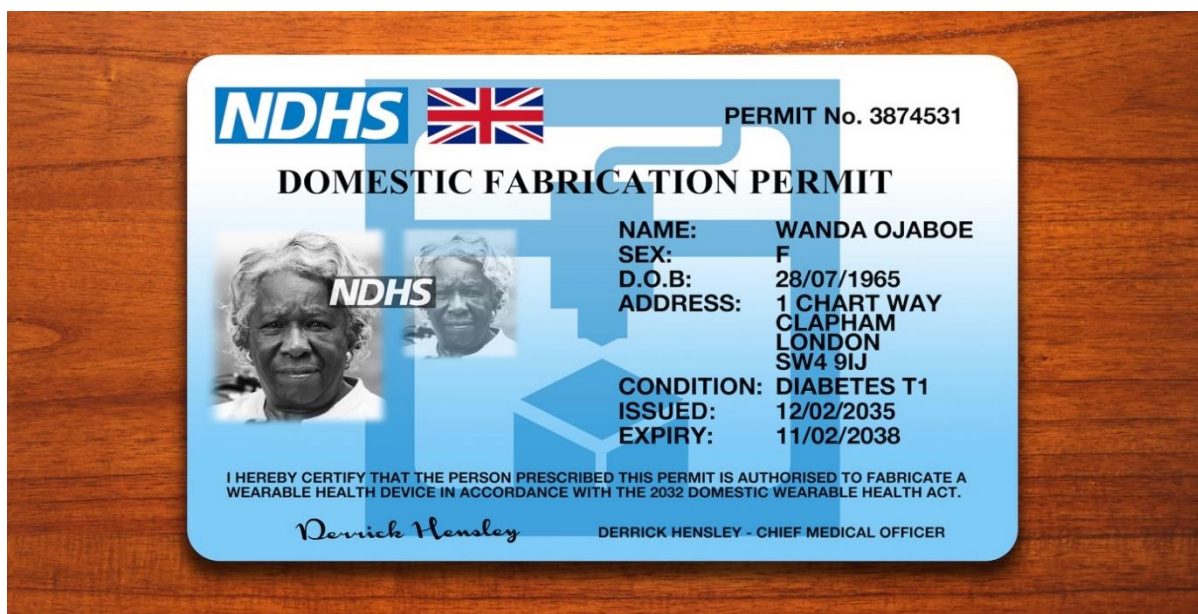 NDHS
PERMIT No. 3874531
DOMESTIC FABRICATION PERMIT
NDHS
NAME: WANDA OJABOE
SEX: F
D.O.B: 28/07/1965
ADDRESS: 1 CHART WAY
CLAPHAM
LONDON
SW4 9IJ
CONDITION: DIABETES T1
ISSUED: 12/02/2035
EXPIRY: 11/02/2038
I HEREBY CERTIFY THAT THE PERSON PRESCRIBED THIS PERMIT IS AUTHORISED TO FABRICATE A
WEARABLE HEALTH DEVICE IN ACCORDANCE WITH THE 2032 DOMESTIC WEARABLE HEALTH ACT.
Derrick Hensley
DERRICK HENSLEY - CHIEF MEDICAL OFFICER